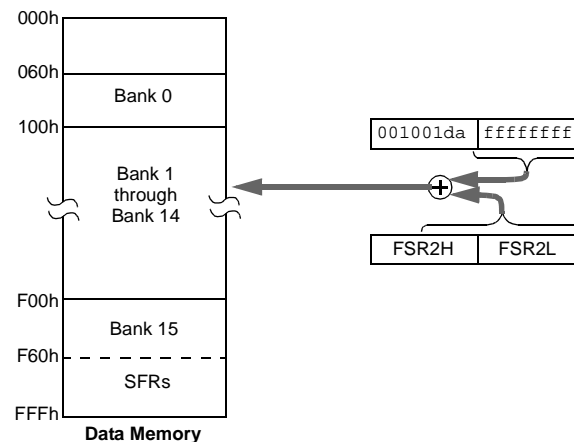 000h
060h
Bank 0
100h
001001da ffffffff
Bank 1
through
Bank 14
FSR2H FSR2L
F00h
Bank 15
F60h
SFRs
FFFh
Data Memory